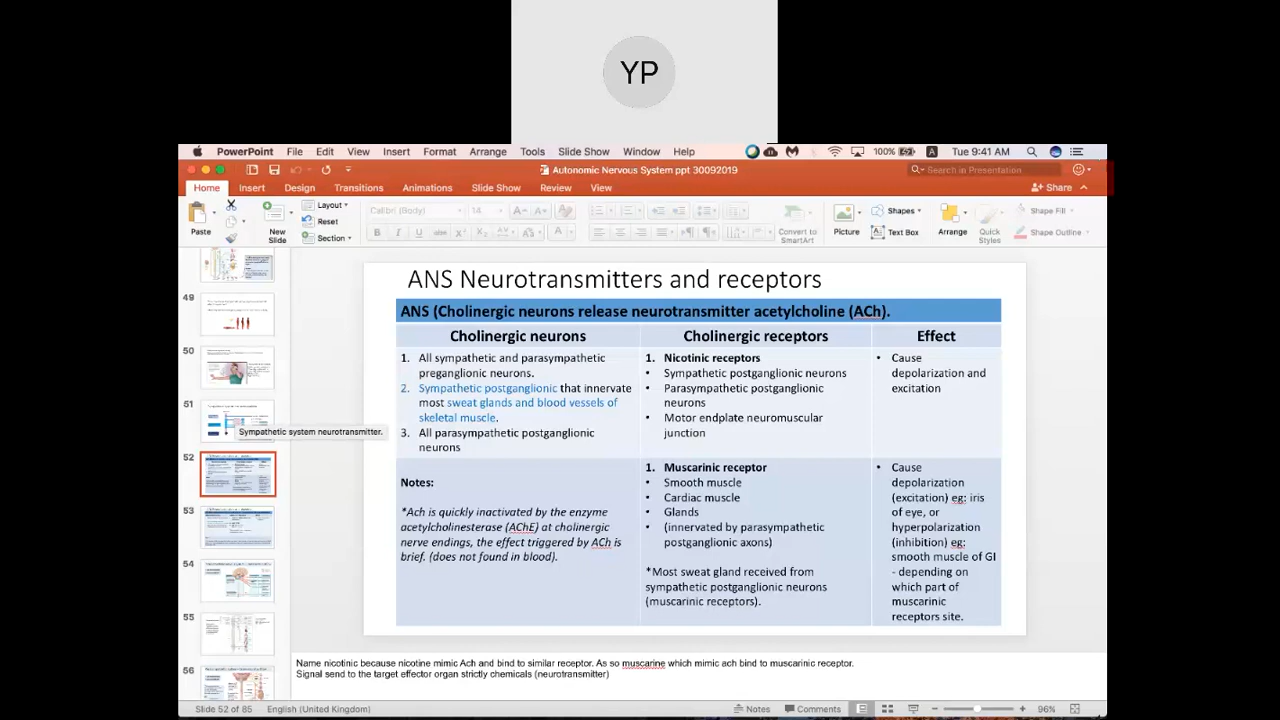 YP
PowerPoint File Edit View Insert Format Arrange Tools Slide Show Window Help 100% A Tue 9:41 AM
Autonomic Nervous System ppt 30092019
Search in Presentation
Home Insert Design Transitions Animations Slide Show Review View
Share
Paste
New
Slide
Layout
Reset
Section
Calibri (Body) 14
B I U abc
Convert to
SmartArt
Picture
Shapes
Text Box
Arrange
Quick
Styles
Shape Fill
Shape Outline
49
50
51
Sympathetic system neurotransmitter.
52
53
54
55
56
ANS Neurotransmitters and receptors
ANS (Cholinergic neurons release neurotransmitter acetylcholine (ACh).
Cholinergic neurons Cholinergic receptors Effect
1. All sympathetic and parasympathetic
preganglionic neurons.
2. Sympathetic postganglionic that innervate
most sweat glands and blood vessels of
skeletal muscle.
3. All parasympathetic postganglionic
neurons
Notes:
*Ach is quickly inactivated by the enzyme
acetylcholinesterase (AChE) at cholinergic
nerve endings, the effect triggered by ACh is
brief. (does not found in blood).
1. Nicotinic receptors
• Sympathetic postganglionic neurons
• Parasympathetic postganglionic
neurons
• Motor endplate neuromuscular
junction
• Cause
depolarization and
excitation
1. Muscarinic receptor
• Smooth muscle
• Cardiac muscle
• Glands
(innervated by parasympathetic
postganglionic axons)
*Most sweat gland received from
sympathetic postganglionic neurons
(muscarinic receptors).
• Cause
depolarization
(excitation) eg: iris
of eye, or
hyperpolarization
(inhibition) eg:
smooth muscle of GI
- depending on
which part of
muscarinic
receptors site.
Name nicotinic because nicotine mimic Ach and bind to similar receptor. As so muscarine which mimic ach bind to muscarinic receptor.
Signal send to the target effector organ strictly chemicals (neurotransmitter)
Slide 52 of 85 English (United Kingdom)
Notes Comments 96%